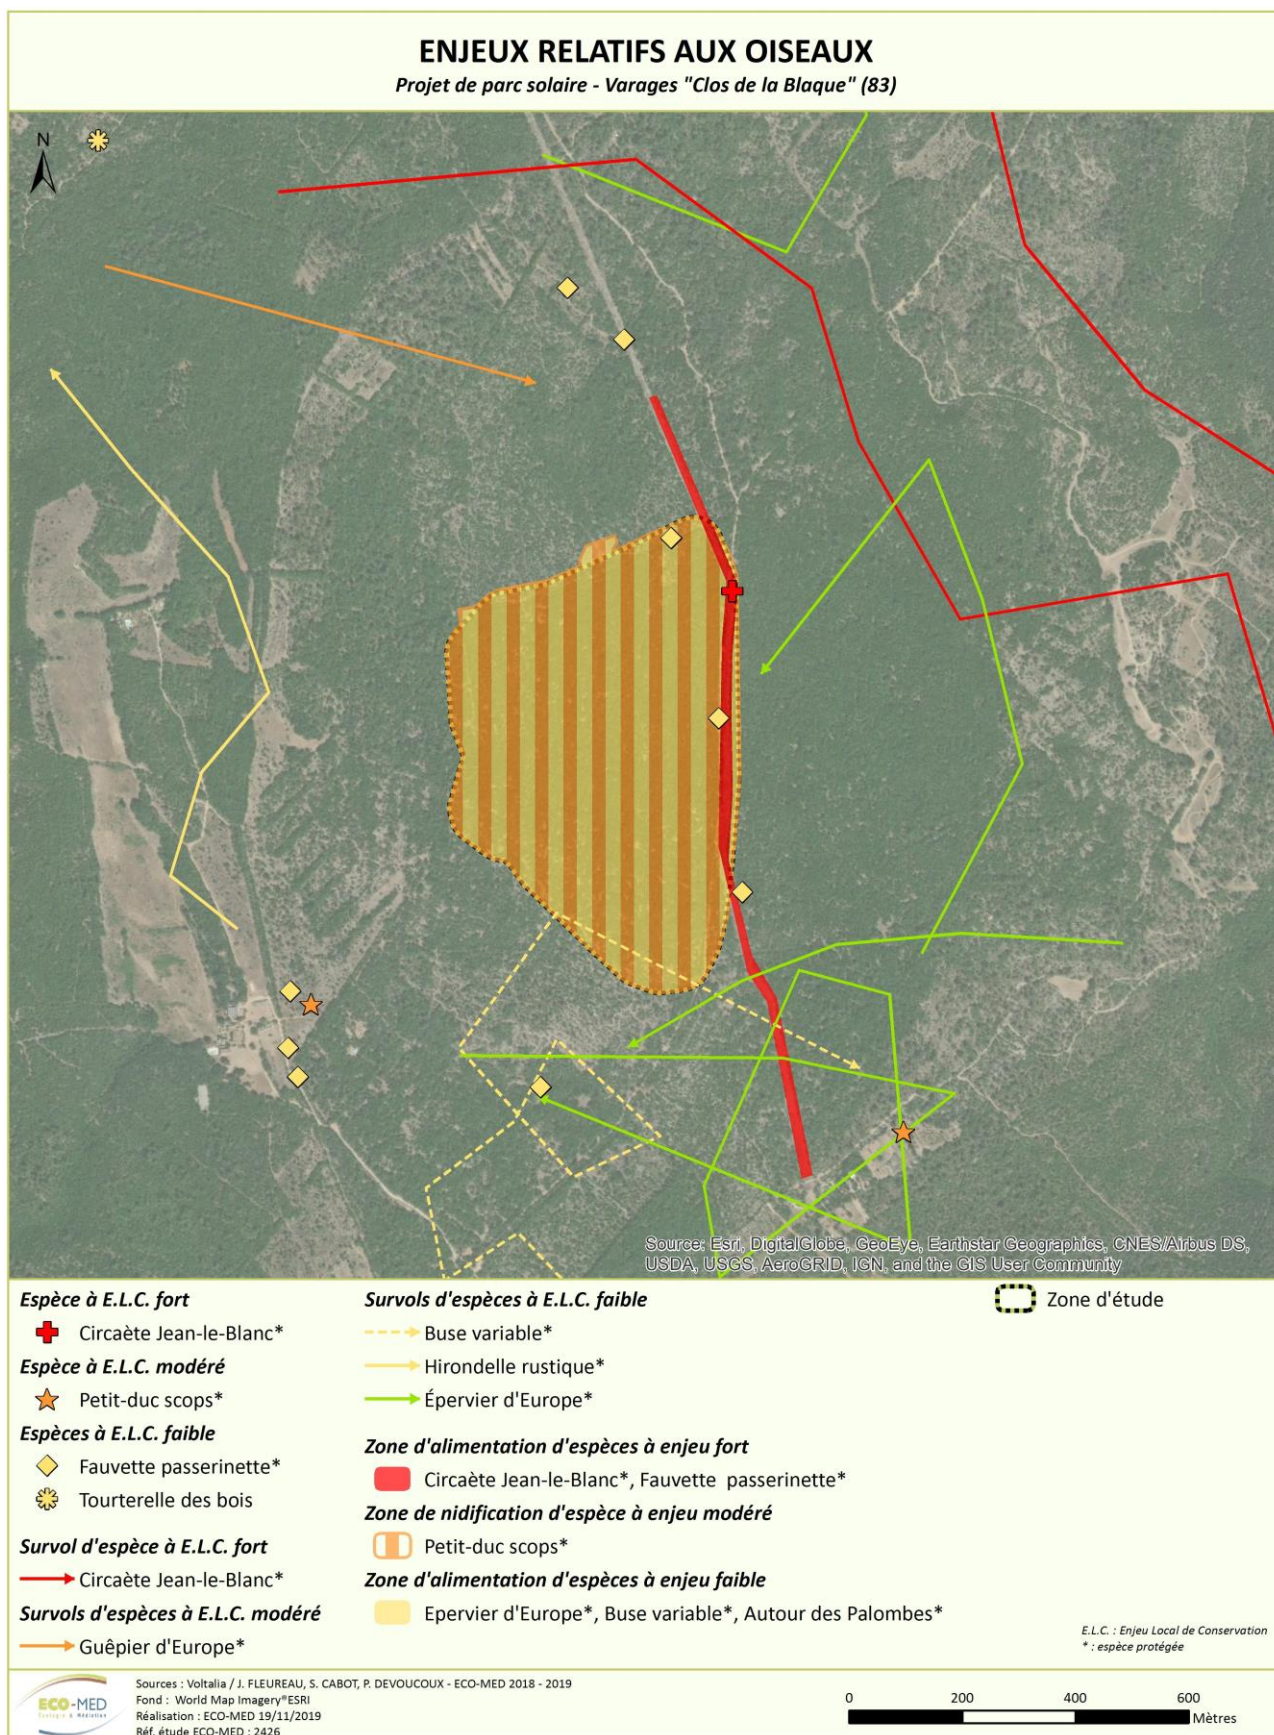 ENJEUX RELATIFS AUX OISEAUX
Projet de parc solaire - Varages "Clos de la Blaque" (83)
N
Source: Esri, DigitalGlobe, GeoEye, Earthstar Geographics, CNES/Airbus DS,
USDA, USGS, AeroGRID, IGN, and the GIS User Community
Espèce à E.L.C. fort
Circaète Jean-le-Blanc*
Espèce à E.L.C. modéré
Petit-duc scops*
Espèces à E.L.C. faible
Fauvette passerinette*
Tourterelle des bois
Survol d'espèce à E.L.C. fort
Circaète Jean-le-Blanc*
Survols d'espèces à E.L.C. modéré
Guêpier d'Europe*
Survols d'espèces à E.L.C. faible
Buse variable*
Hirondelle rustique*
Épervier d'Europe*
Zone d'alimentation d'espèces à enjeu fort
Circaète Jean-le-Blanc*, Fauvette passerinette*
Zone de nidification d'espèce à enjeu modéré
Petit-duc scops*
Zone d'alimentation d'espèces à enjeu faible
Epervier d'Europe*, Buse variable*, Autour des Palombes*
Zone d'étude
E.L.C. : Enjeu Local de Conservation
* : espèce protégée
ECO-MED
Ecologie & Médiation
Sources : Voltalia / J. FLEUREAU, S. CABOT, P. DEVOUCOUX - ECO-MED 2018 - 2019
Fond : World Map Imagery®ESRI
Réalisation : ECO-MED 19/11/2019
Réf. étude ECO-MED : 2426
0 200 400 600
Mètres